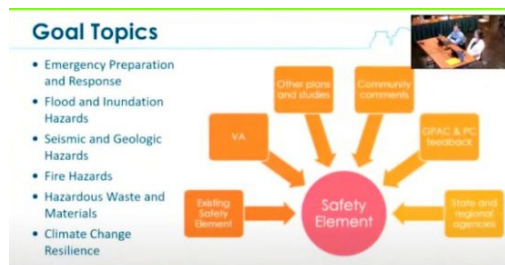 Goal Topics
• Emergency Preparation
and Response
• Flood and Inundation
Hazards
• Seismic and Geologic
Hazards
• Fire Hazards
• Hazardous Waste and
Materials
• Climate Change
Resilience
Existing
Safety
Element
VA
Other plans
and studies
Community
comments
GPAC & PC
feedback
State and
regional
agencies
Safety
Element